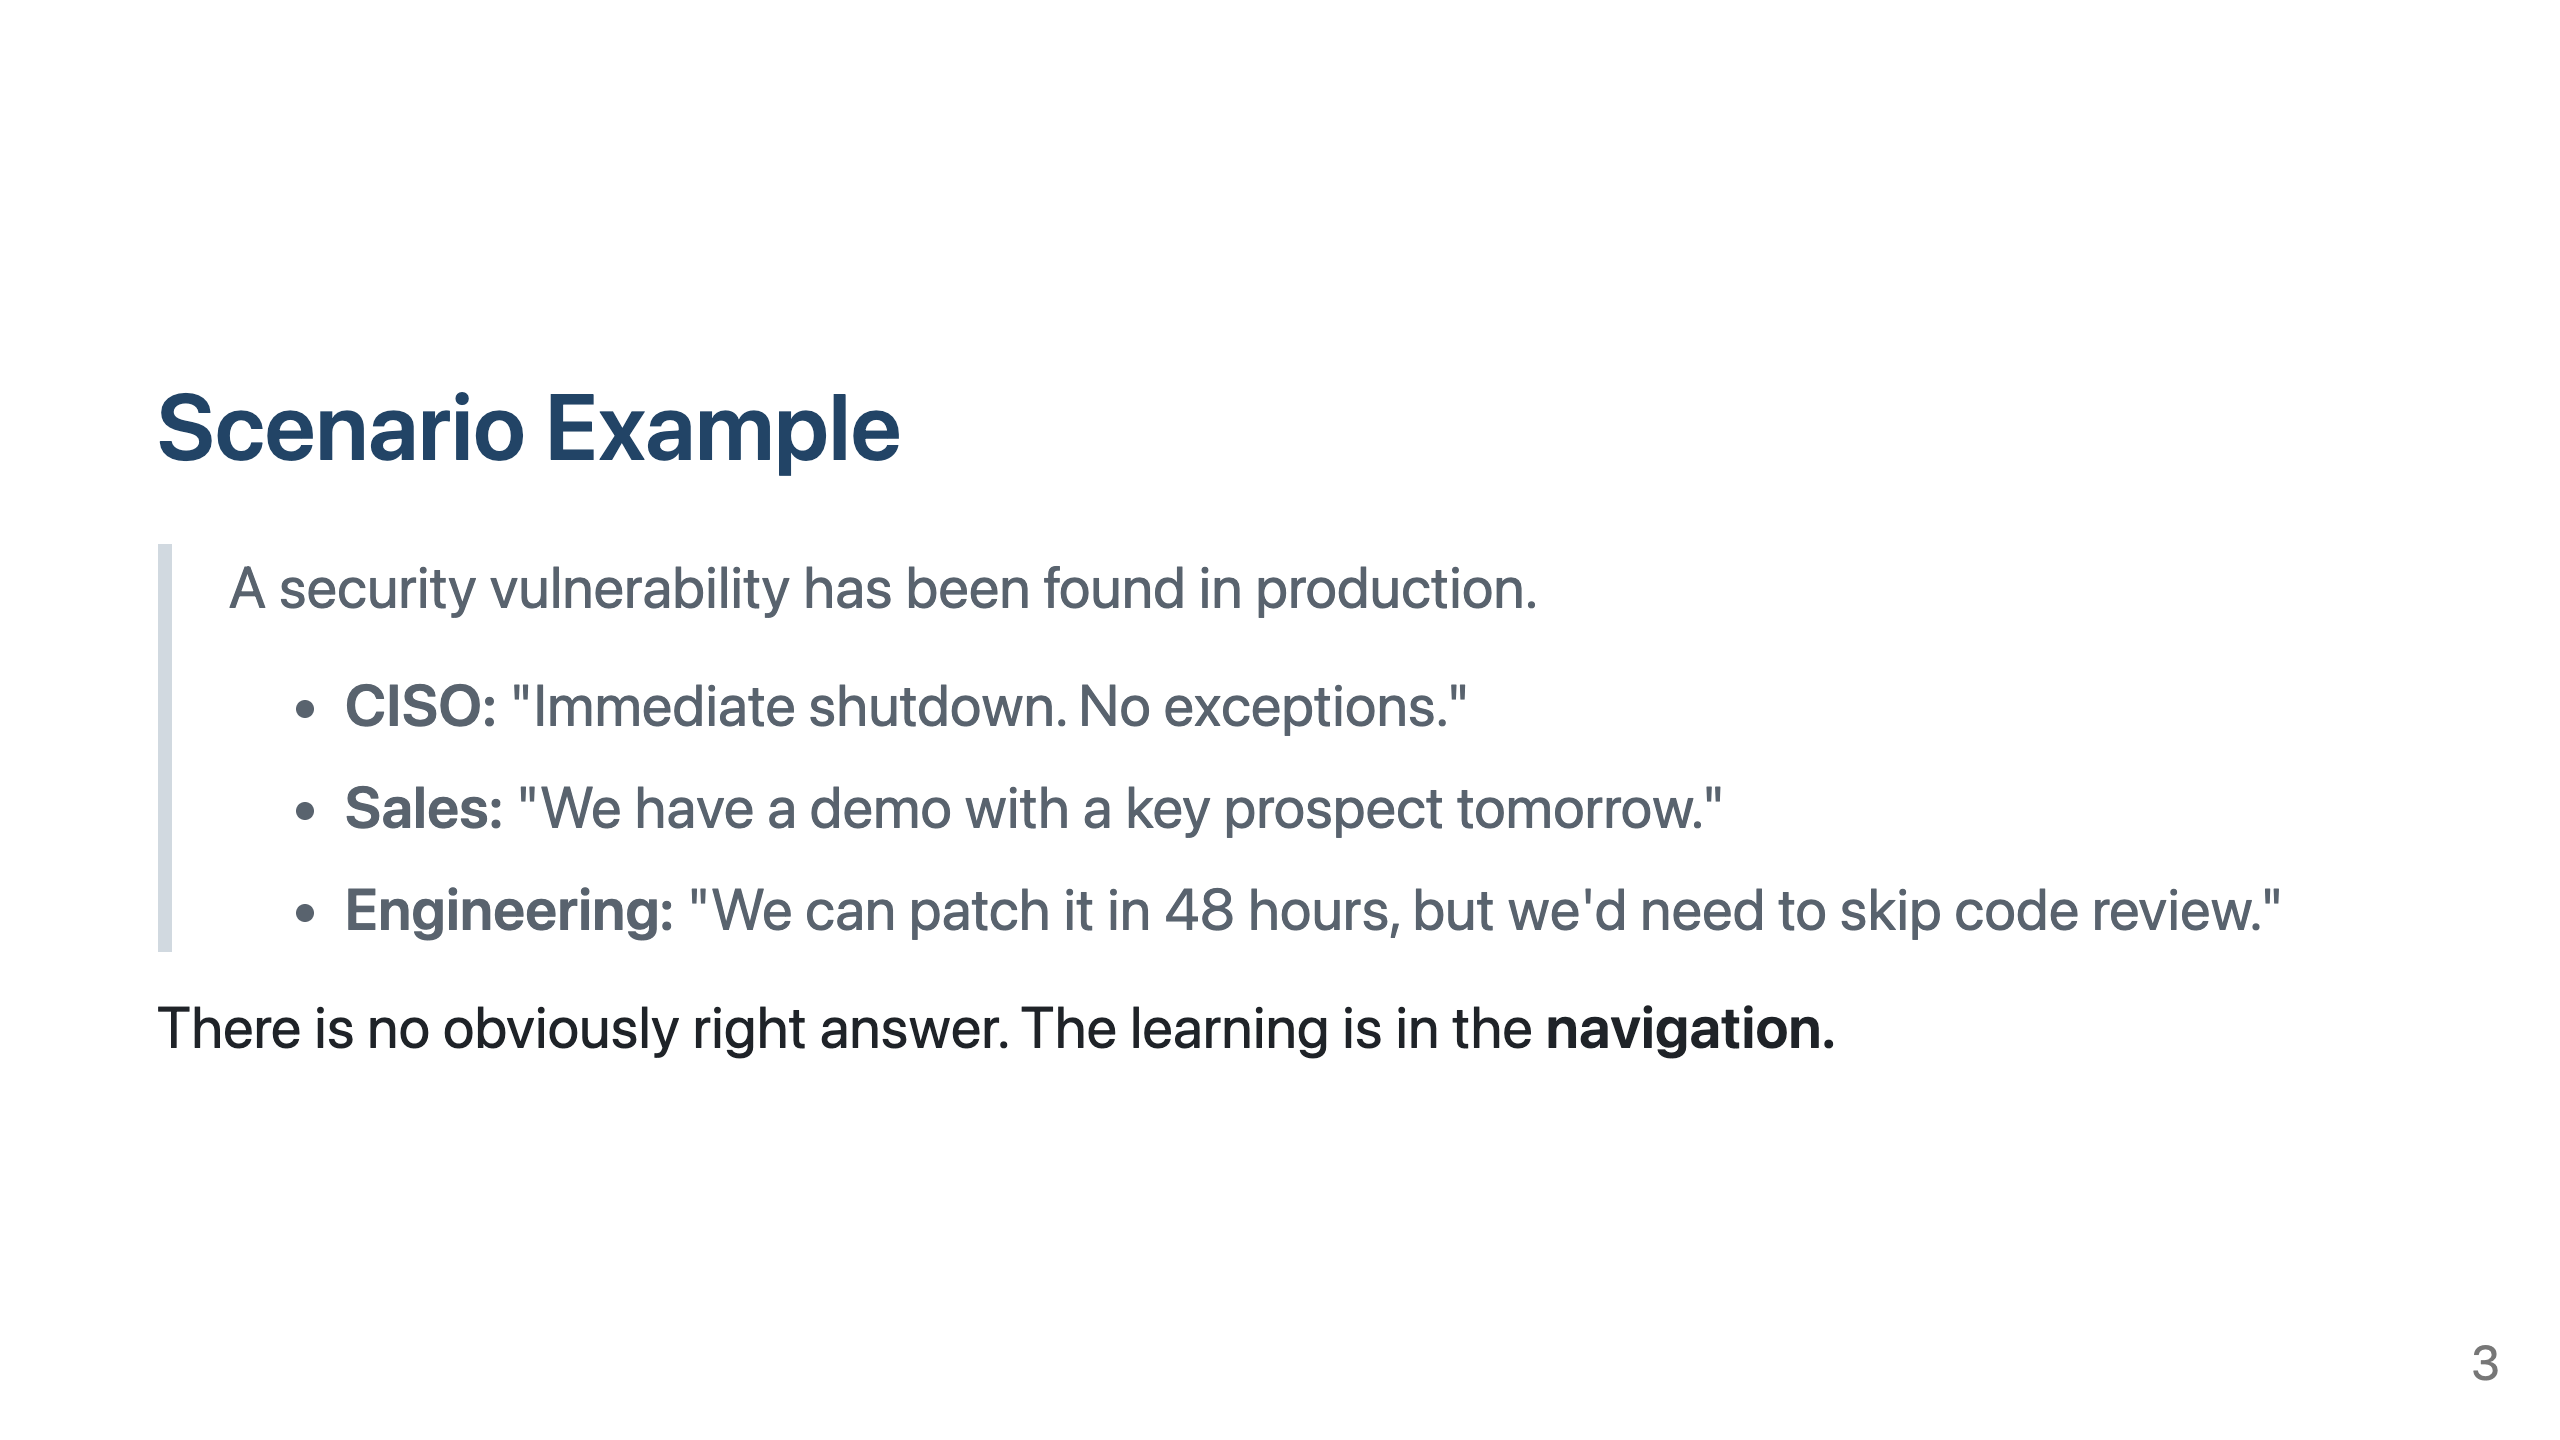 Scenario Example
A security vulnerability has been found in production.
• CISO: "Immediate shutdown. No exceptions."
• Sales: "We have a demo with a key prospect tomorrow."
• Engineering: "We can patch it in 48 hours, but we'd need to skip code review."
There is no obviously right answer. The learning is in the navigation.
3